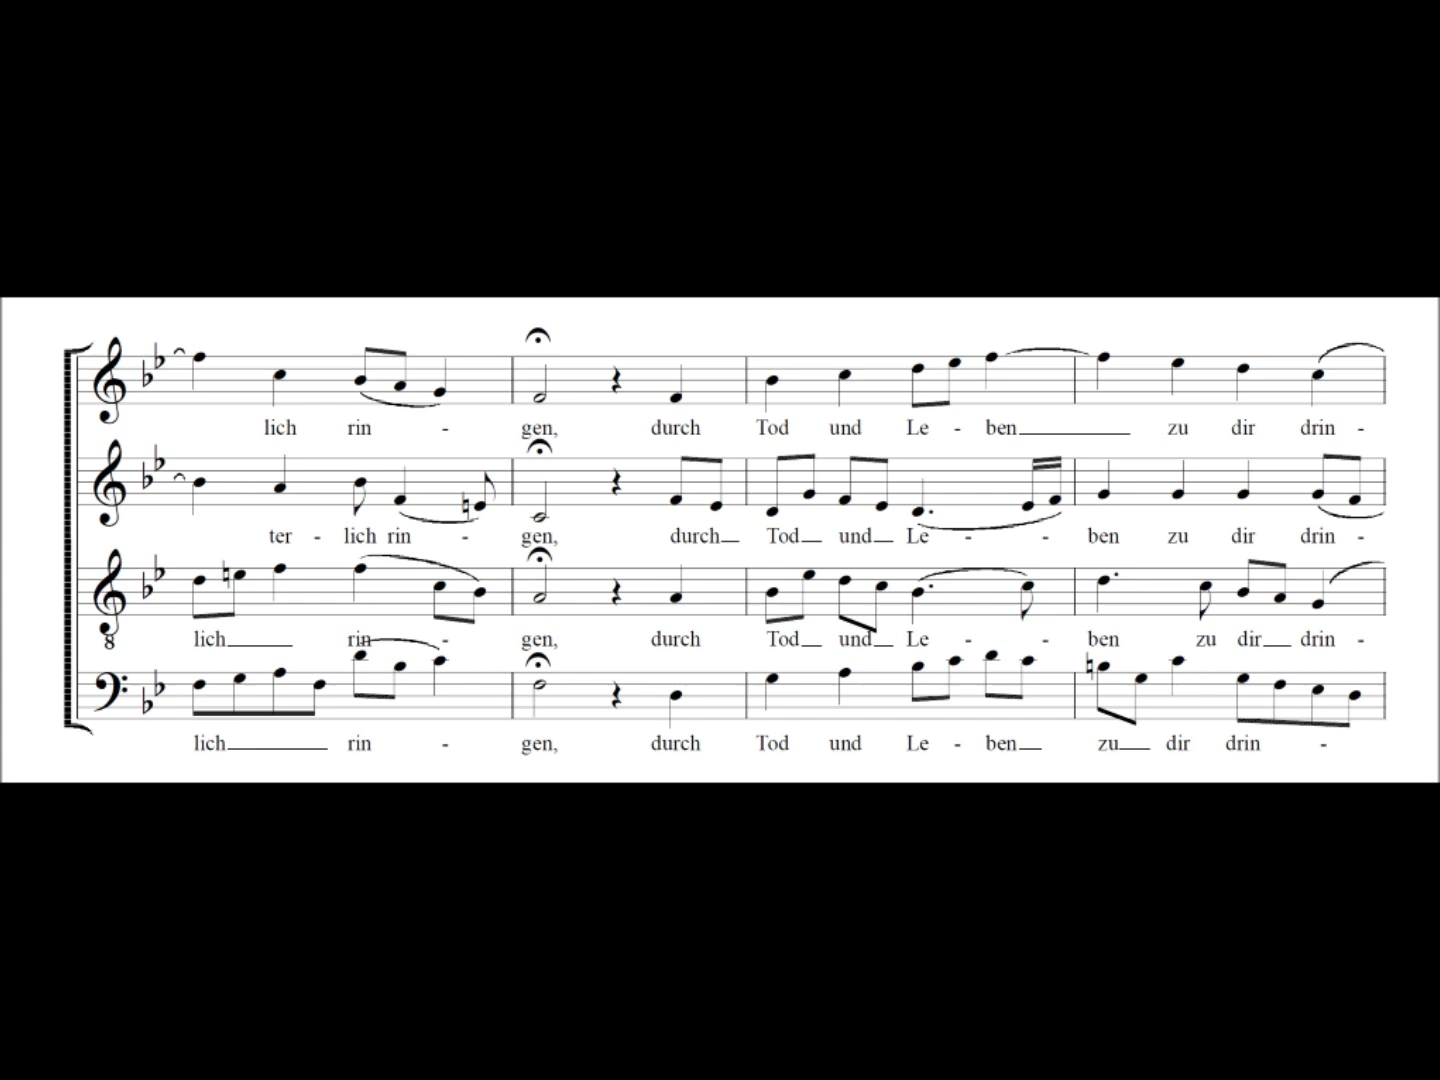 lich rin - gen, durch Tod und Le - ben zu dir drin -
ter - lich rin - gen, durch Tod und Le - - ben zu dir drin -
8
lich rin - gen, durch Tod und Le - - ben zu dir drin -
lich rin - gen, durch Tod und Le - ben zu dir drin -